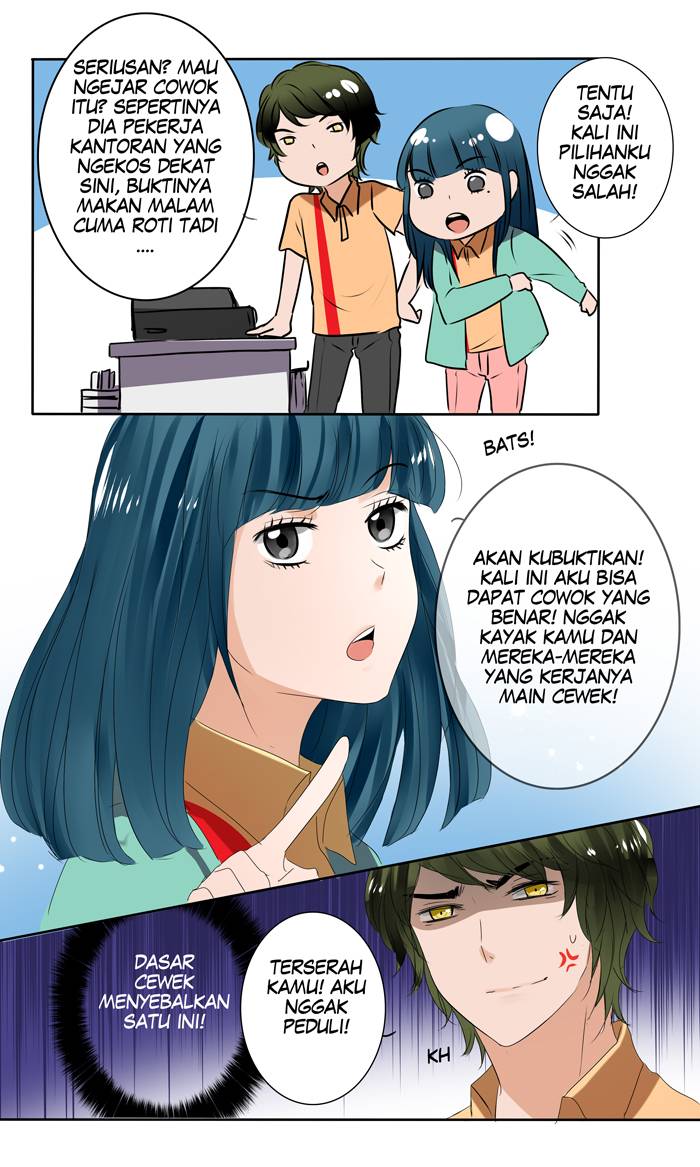 SERIUSAN? MAU
NGEJAR COWOK
ITU? SEPERTINYA
DIA PEKERJA
KANTORAN YANG
NGEKOS DEKAT
SINI, BUKTINYA
MAKAN MALAM
CUMA ROTI TADI
....
TENTU
SAJA!
KALI INI
PILIHANKU
NGGAK
SALAH!
BATS!
AKAN KUBUKTIKAN!
KALI INI AKU BISA
DAPAT COWOK YANG
BENAR! NGGAK
KAYAK KAMU DAN
MEREKA-MEREKA
YANG KERJANYA
MAIN CEWEK!
DASAR
CEWEK
MENYEBALKAN
SATU INI!
TERSERAH
KAMU! AKU
NGGAK
PEDULI!
KH